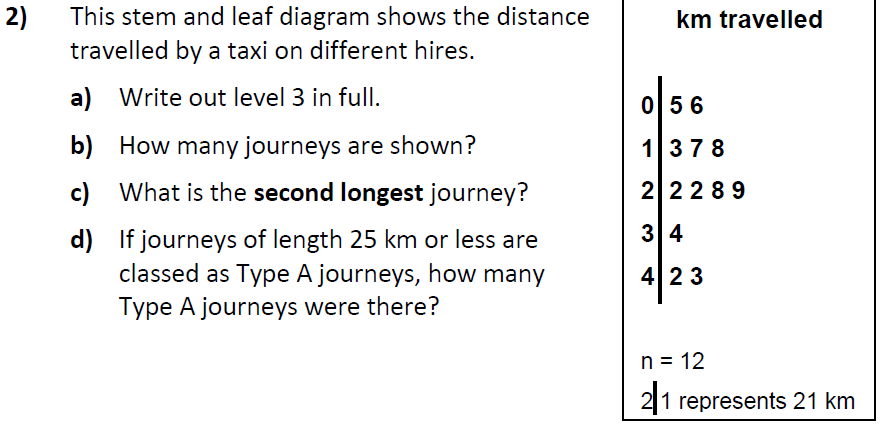 2) This stem and leaf diagram shows the distance
travelled by a taxi on different hires.
a) Write out level 3 in full.
b) How many journeys are shown?
c) What is the second longest journey?
d) If journeys of length 25 km or less are
classed as Type A journeys, how many
Type A journeys were there?
km travelled
0 5 6
1 3 7 8
2 2 2 8 9
3 4
4 2 3
n = 12
2|1 represents 21 km